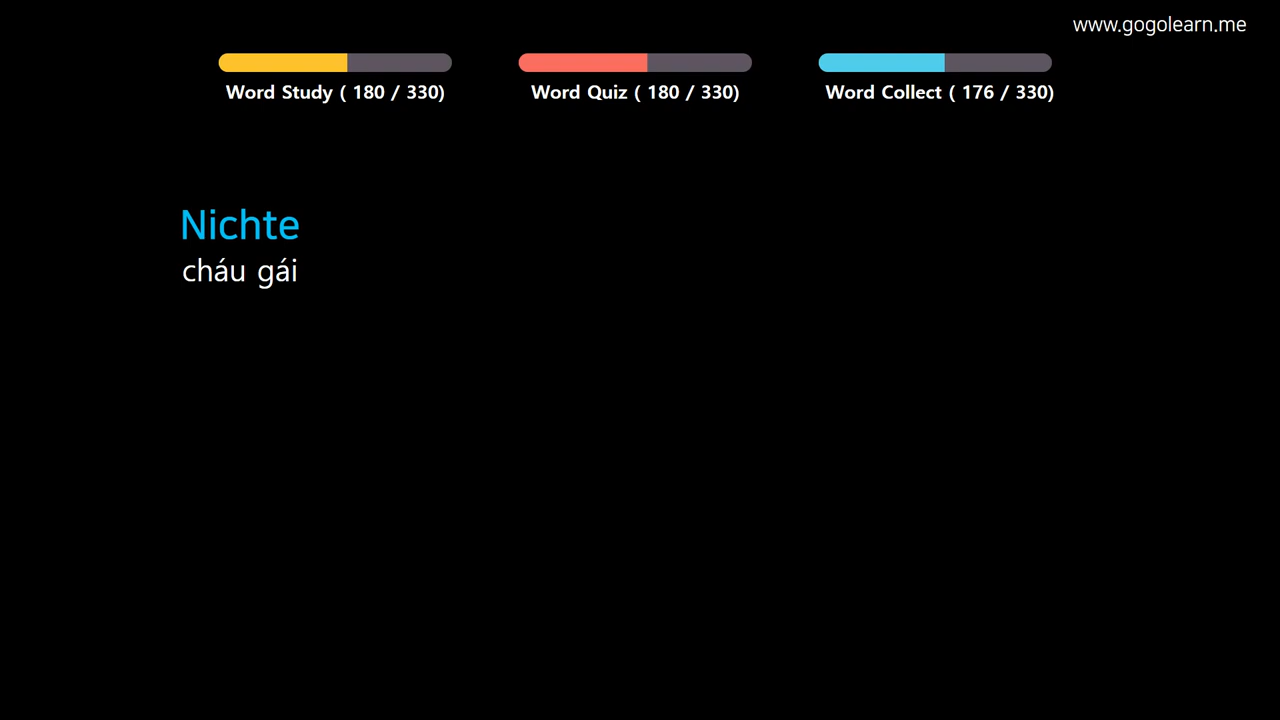 www.gogolearn.me
Word Study ( 180 / 330)
Word Quiz ( 180 / 330)
Word Collect ( 176 / 330)
Nichte
cháu gái